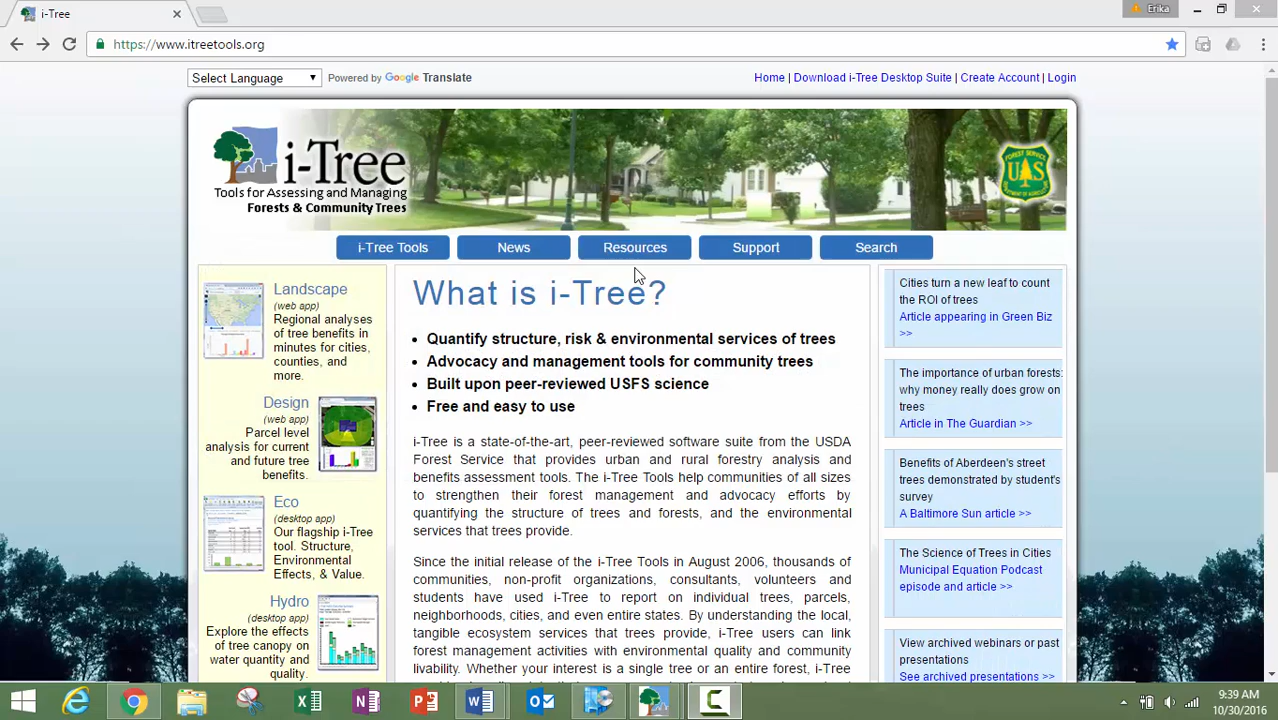 i-Tree
Erika
https://www.itreetools.org
Select Language
Powered by Google Translate
Home | Download i-Tree Desktop Suite | Create Account | Login
i-Tree
Tools for Assessing and Managing
Forests & Community Trees
FOREST SERVICE
UAS
DEPARTMENT OF AGRICULTURE
i-Tree Tools
News
Resources
Support
Search
Landscape
(web app)
Regional analyses
of tree benefits in
minutes for cities,
counties, and
more.
Design
(web app)
Parcel level
analysis for current
and future tree
benefits.
Eco
(desktop app)
Our flagship i-Tree
tool. Structure,
Environmental
Effects, & Value.
Hydro
(desktop app)
Explore the effects
of tree canopy on
water quantity and
quality.
What is i-Tree?
• Quantify structure, risk & environmental services of trees
• Advocacy and management tools for community trees
• Built upon peer-reviewed USFS science
• Free and easy to use
i-Tree is a state-of-the-art, peer-reviewed software suite from the USDA
Forest Service that provides urban and rural forestry analysis and
benefits assessment tools. The i-Tree Tools help communities of all sizes
to strengthen their forest management and advocacy efforts by
quantifying the structure of trees and forests, and the environmental
services that trees provide.
Since the initial release of the i-Tree Tools in August 2006, thousands of
communities, non-profit organizations, consultants, volunteers and
students have used i-Tree to report on individual trees, parcels,
neighborhoods, cities, and even entire states. By understanding the local,
tangible ecosystem services that trees provide, i-Tree users can link
forest management activities with environmental quality and community
livability. Whether your interest is a single tree or an entire forest, i-Tree
Cities turn a new leaf to count
the ROI of trees
Article appearing in Green Biz
>>
The importance of urban forests:
why money really does grow on
trees
Article in The Guardian >>
Benefits of Aberdeen's street
trees demonstrated by student's
survey
A Baltimore Sun article >>
The Science of Trees in Cities
Municipal Equation Podcast
episode and article >>
View archived webinars or past
presentations
See archived presentations >>
9:39 AM
10/30/2016